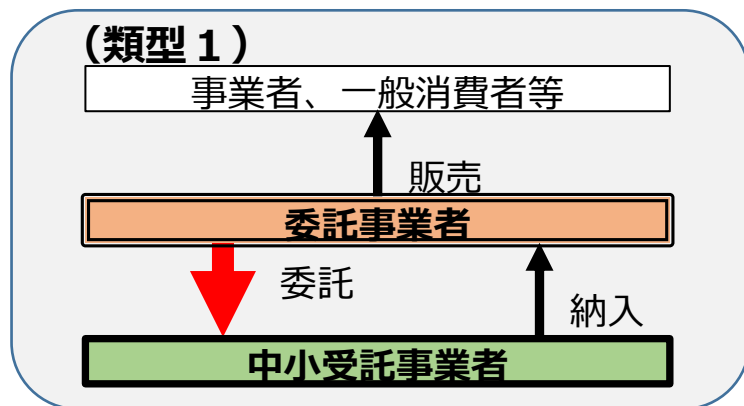 （類型１）
事業者、一般消費者等
販売
委託事業者
委託
納入
中小受託事業者